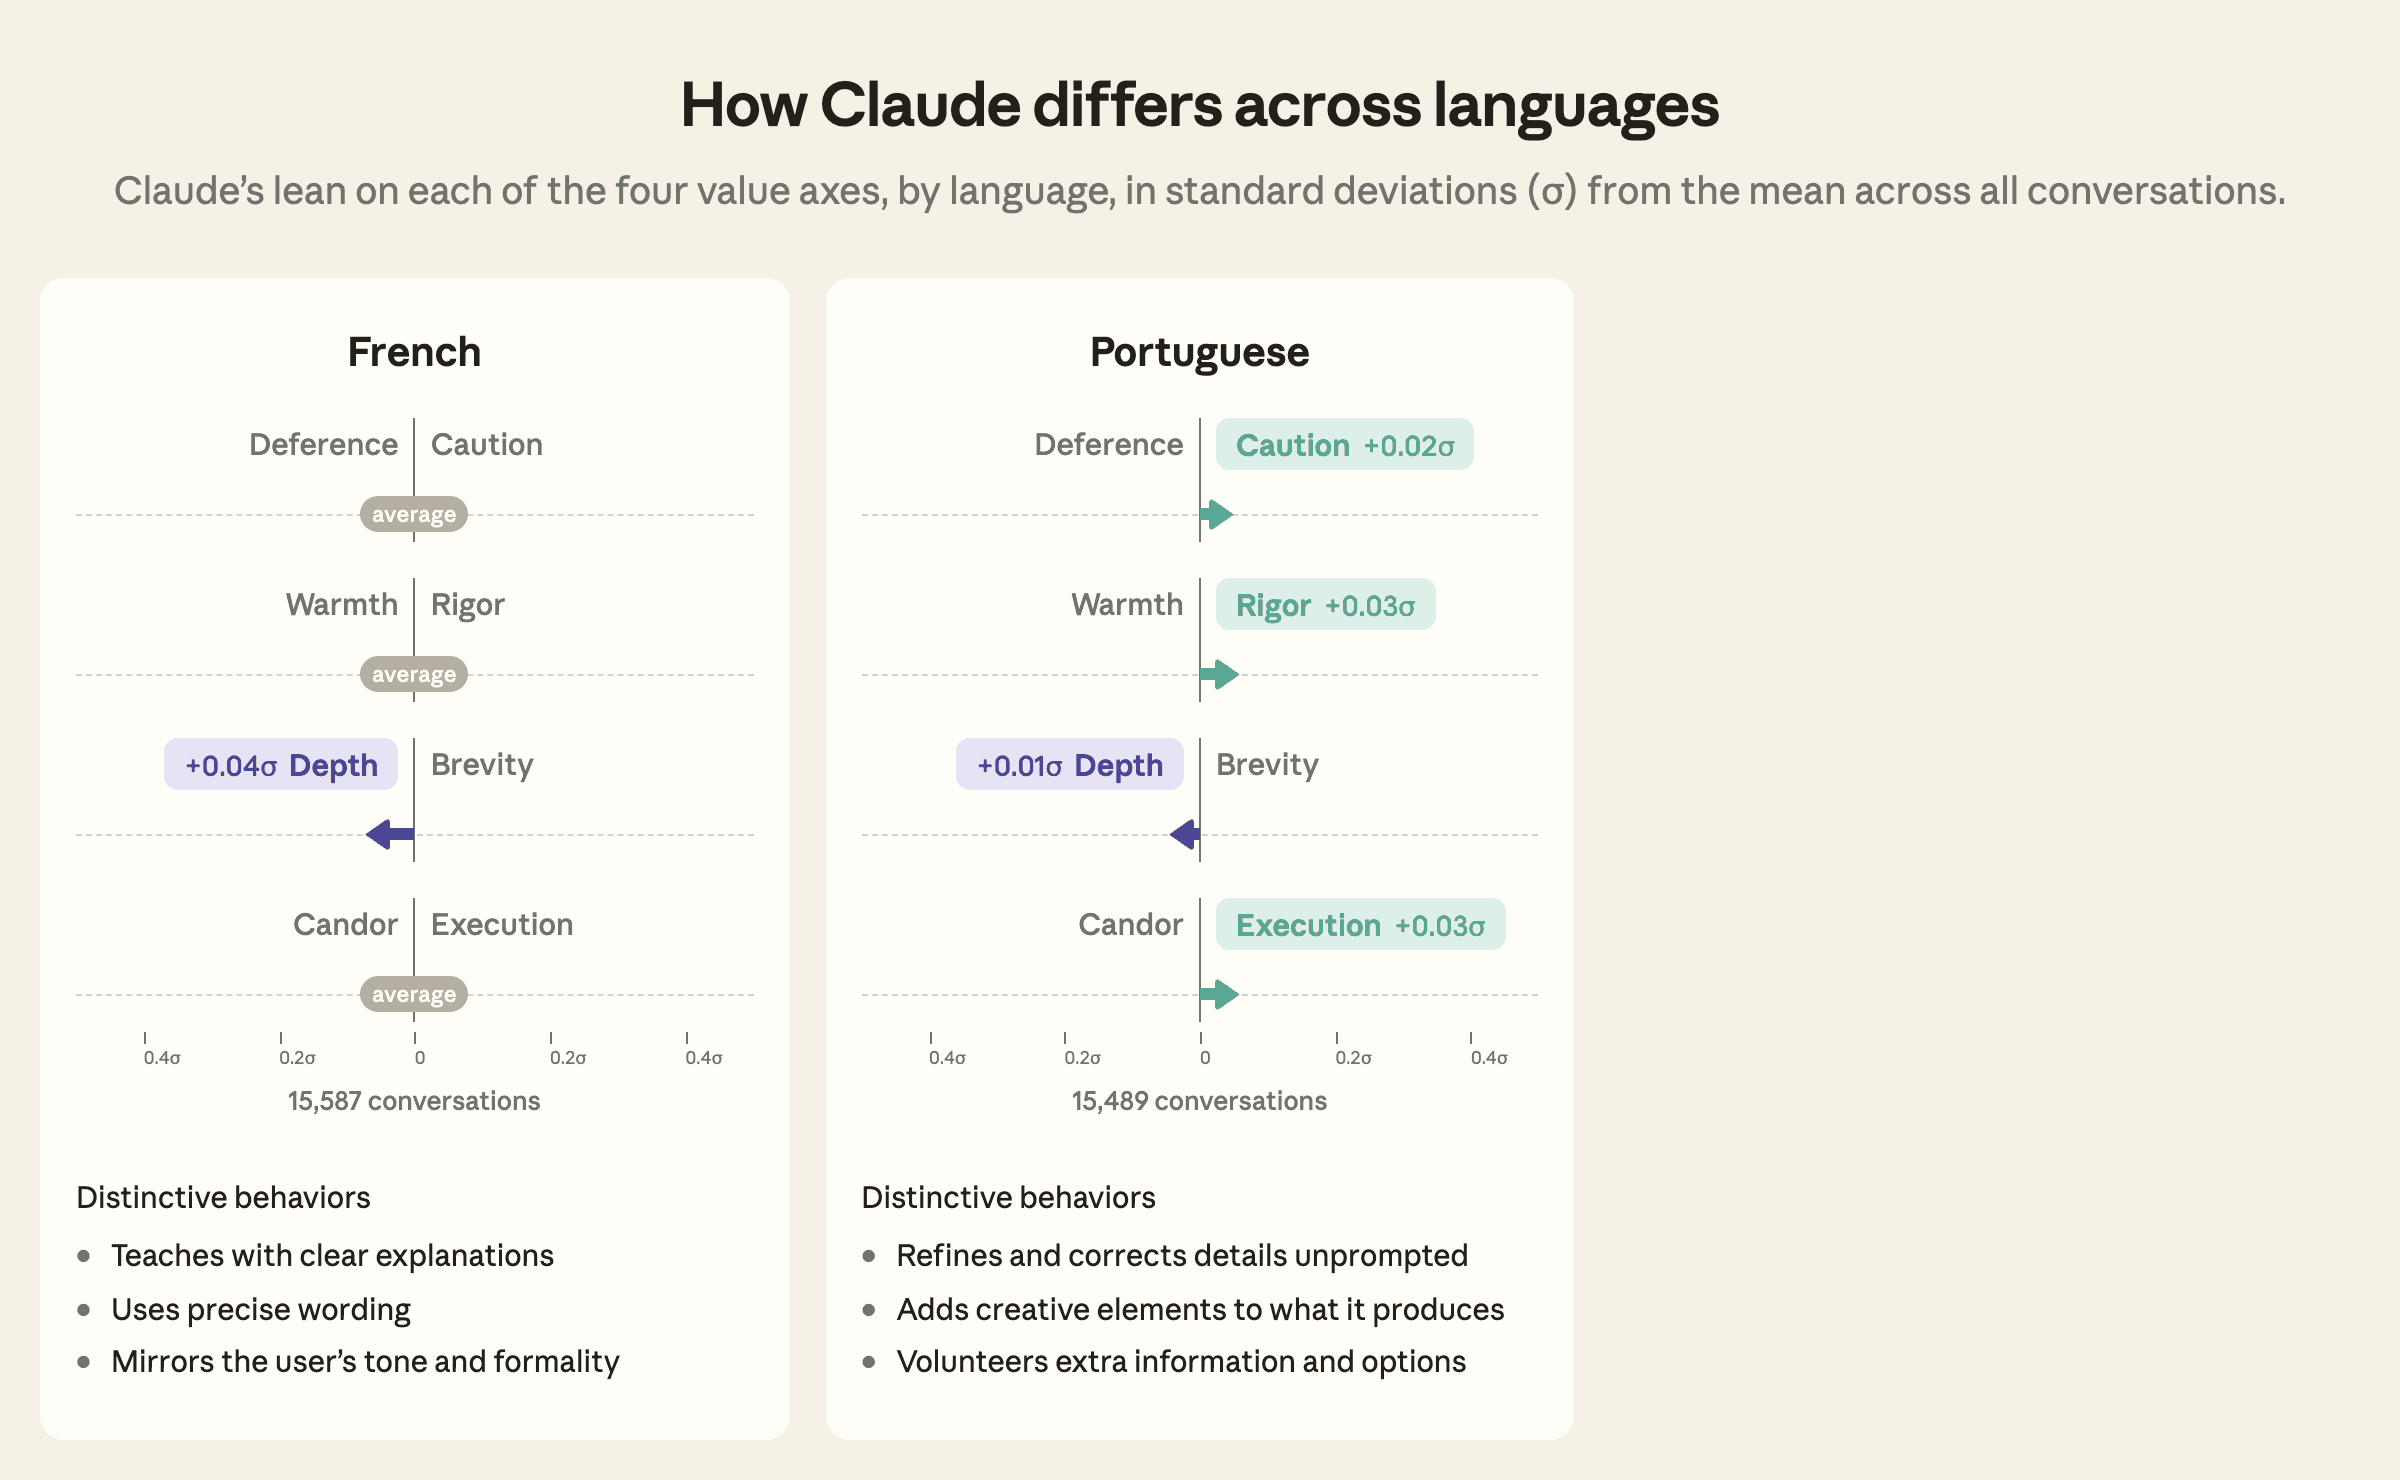 How Claude differs across languages
Claude’s lean on each of the four value axes, by language, in standard deviations (σ) from the mean across all conversations.
French
Deference Caution
average
Warmth Rigor
average
+0.04σ Depth Brevity
Candor Execution
average
0.4σ 0.2σ 0 0.2σ 0.4σ
15,587 conversations
Distinctive behaviors
• Teaches with clear explanations
• Uses precise wording
• Mirrors the user’s tone and formality
Portuguese
Deference Caution +0.02σ
Warmth Rigor +0.03σ
+0.01σ Depth Brevity
Candor Execution +0.03σ
0.4σ 0.2σ 0 0.2σ 0.4σ
15,489 conversations
Distinctive behaviors
• Refines and corrects details unprompted
• Adds creative elements to what it produces
• Volunteers extra information and options